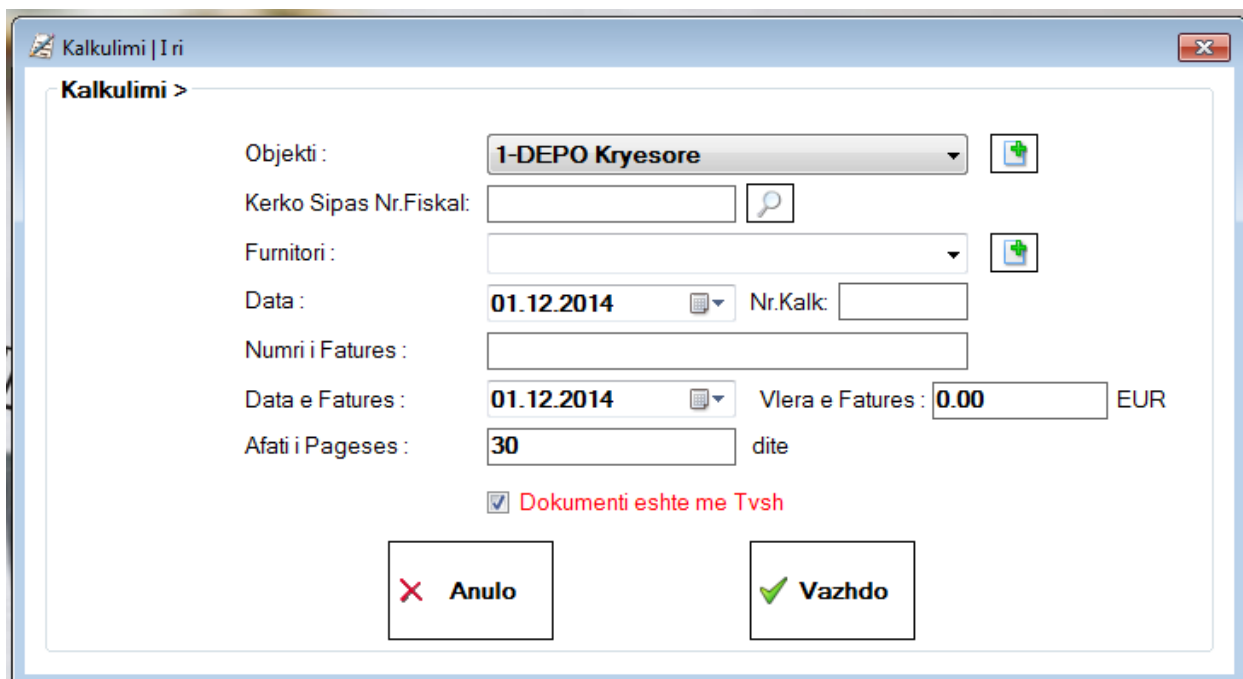 Kalkulimi | I ri
Kalkulimi >
Objekti : 1-DEPO Kryesore
Kerko Sipas Nr.Fiskal:
Furnitori :
Data : 01.12.2014 Nr.Kalk:
Numri i Fatures :
Data e Fatures : 01.12.2014 Vlera e Fatures : 0.00 EUR
Afati i Pageses : 30 dite
Dokumenti eshte me Tvsh
Anulo Vazhdo